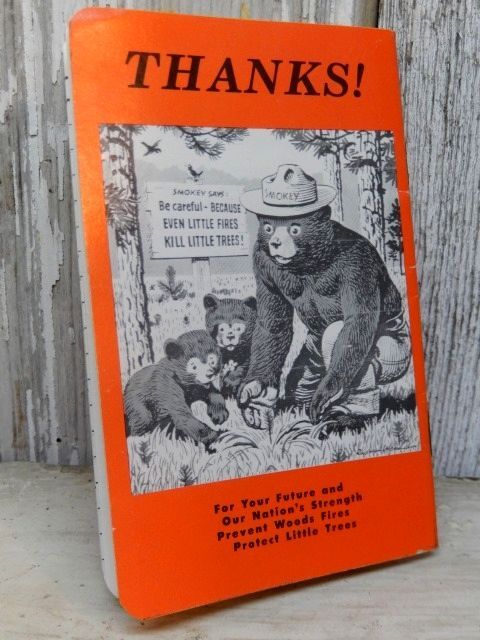 THANKS!
SMOKEY SAYS:
Be careful - BECAUSE
EVEN LITTLE FIRES
KILL LITTLE TREES!
SMOKEY
For Your Future and
Our Nation's Strength
Prevent Woods Fires
Protect Little Trees